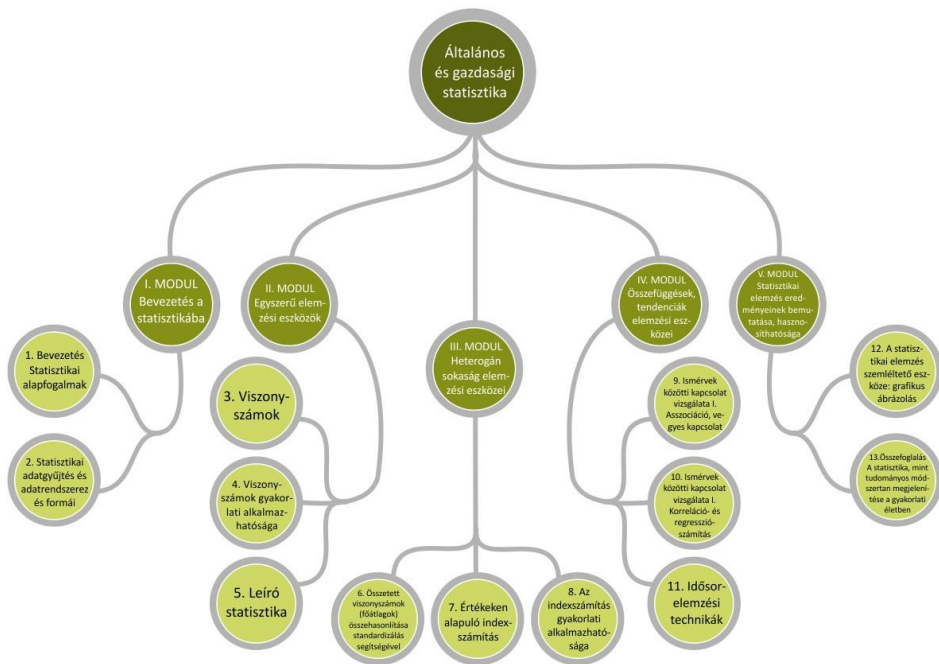 Általános
és gazdasági
statisztika
I. MODUL
Bevezetés a
statisztikába
II. MODUL
Egyszerű elem-
zési eszközök
III. MODUL
Heterogán
sokaság elem-
zési eszközei
IV. MODUL
Összefüggések,
tendenciák
elemzési esz-
közei
V. MODUL
Statisztikai
elemzés ered-
ményeinek bemu-
tatása, haszno-
síthatósága
1. Bevezetés
Statisztikai
alapfogalmak
2. Statisztikai
adatgyűjtés és
adatrendszerez
és formái
3. Viszony-
számok
4. Viszony-
számok gyakor-
lati alkalmaz-
hatósága
5. Leíró
statisztika
6. Összetett
viszonyszámok
(főátlagok)
összehasonlítása
standardizálás
segítségével
7. Értékeken
alapuló index-
számítás
8. Az
indexszámítás
gyakorlati
alkalmazható-
sága
9. Ismérvek
közötti kapcsolat
vizsgálata I.
Asszociáció, ve-
gyes kapcsolat
10. Ismérvek
közötti kapcsolat
vizsgálata I.
Korreláció- és
regresszió-
számítás
11. Idősor-
elemzési
technikák
12. A statisz-
tikai elemzés
szemléltető esz-
köze: grafikus
ábrázolás
13.Összefoglalás
A statisztika, mint
tudományos mód-
szertan megjelení-
tése a gyakorlati
életben